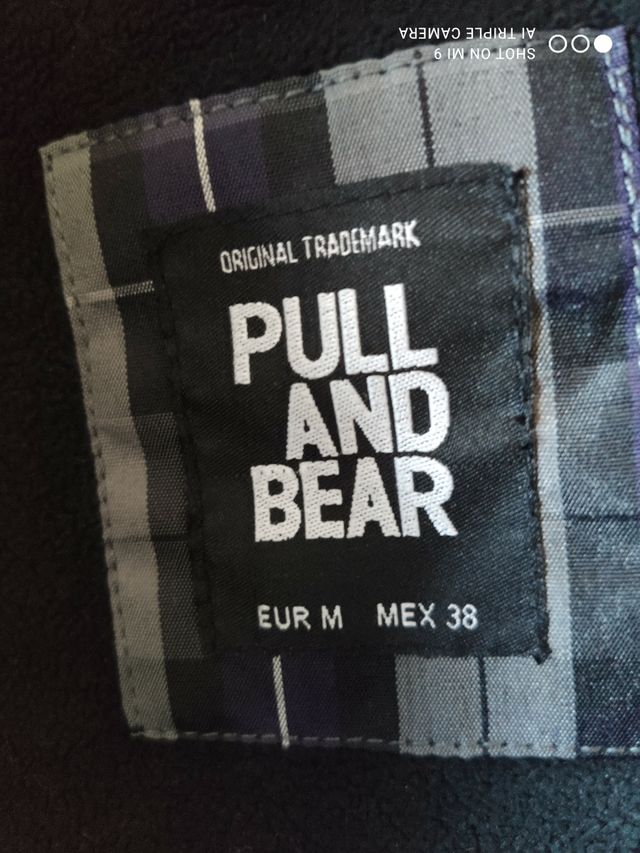 SHOT ON MI 9
AI TRIPLE CAMERA
ORIGINAL TRADEMARK
PULL
AND
BEAR
EUR M MEX 38